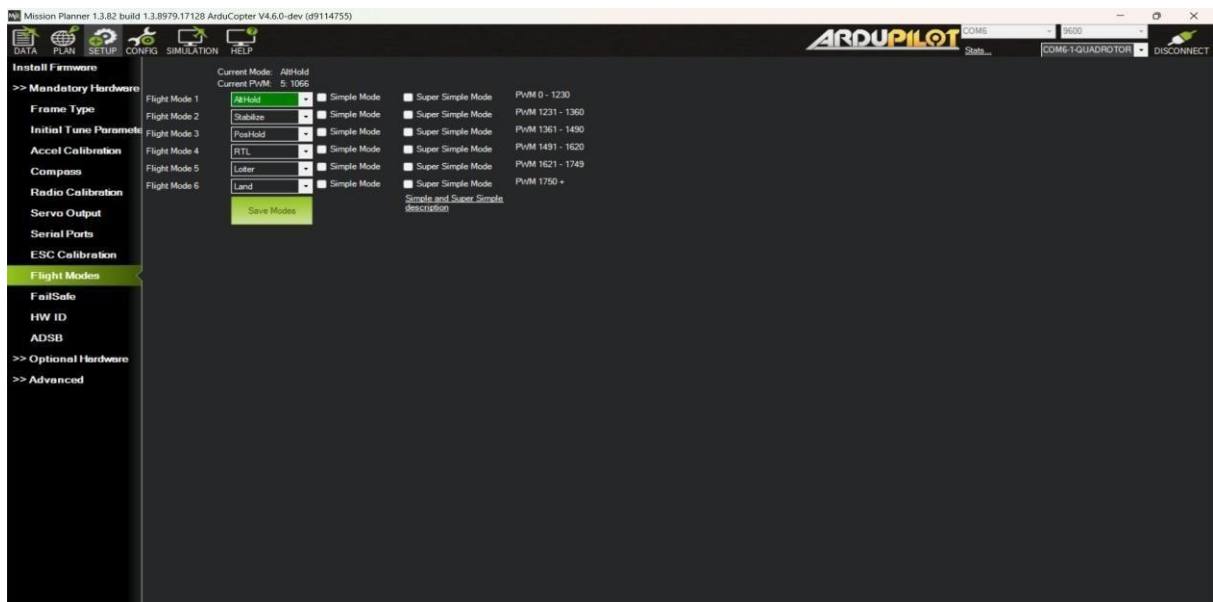 Mission Planner 1.3.82 build 1.3.8979.17128 ArduCopter V4.6.0-dev (d9114755)
DATA PLAN SETUP CONFIG SIMULATION HELP
ARDUPILOT
COM6 9600
Stats... COM6-1-QUADROTOR DISCONNECT
Install Firmware
>> Mandatory Hardware
Frame Type
Initial Tune Paramete
Accel Calibration
Compass
Radio Calibration
Servo Output
Serial Ports
ESC Calibration
Flight Modes
FailSafe
HW ID
ADSB
>> Optional Hardware
>> Advanced
Current Mode: AltHold
Current PWM: 5: 1066
Flight Mode 1 AltHold Simple Mode Super Simple Mode PWM 0 - 1230
Flight Mode 2 Stabilize Simple Mode Super Simple Mode PWM 1231 - 1360
Flight Mode 3 PosHold Simple Mode Super Simple Mode PWM 1361 - 1490
Flight Mode 4 RTL Simple Mode Super Simple Mode PWM 1491 - 1620
Flight Mode 5 Loiter Simple Mode Super Simple Mode PWM 1621 - 1749
Flight Mode 6 Land Simple Mode Super Simple Mode PWM 1750 +
Simple and Super Simple
description
Save Modes